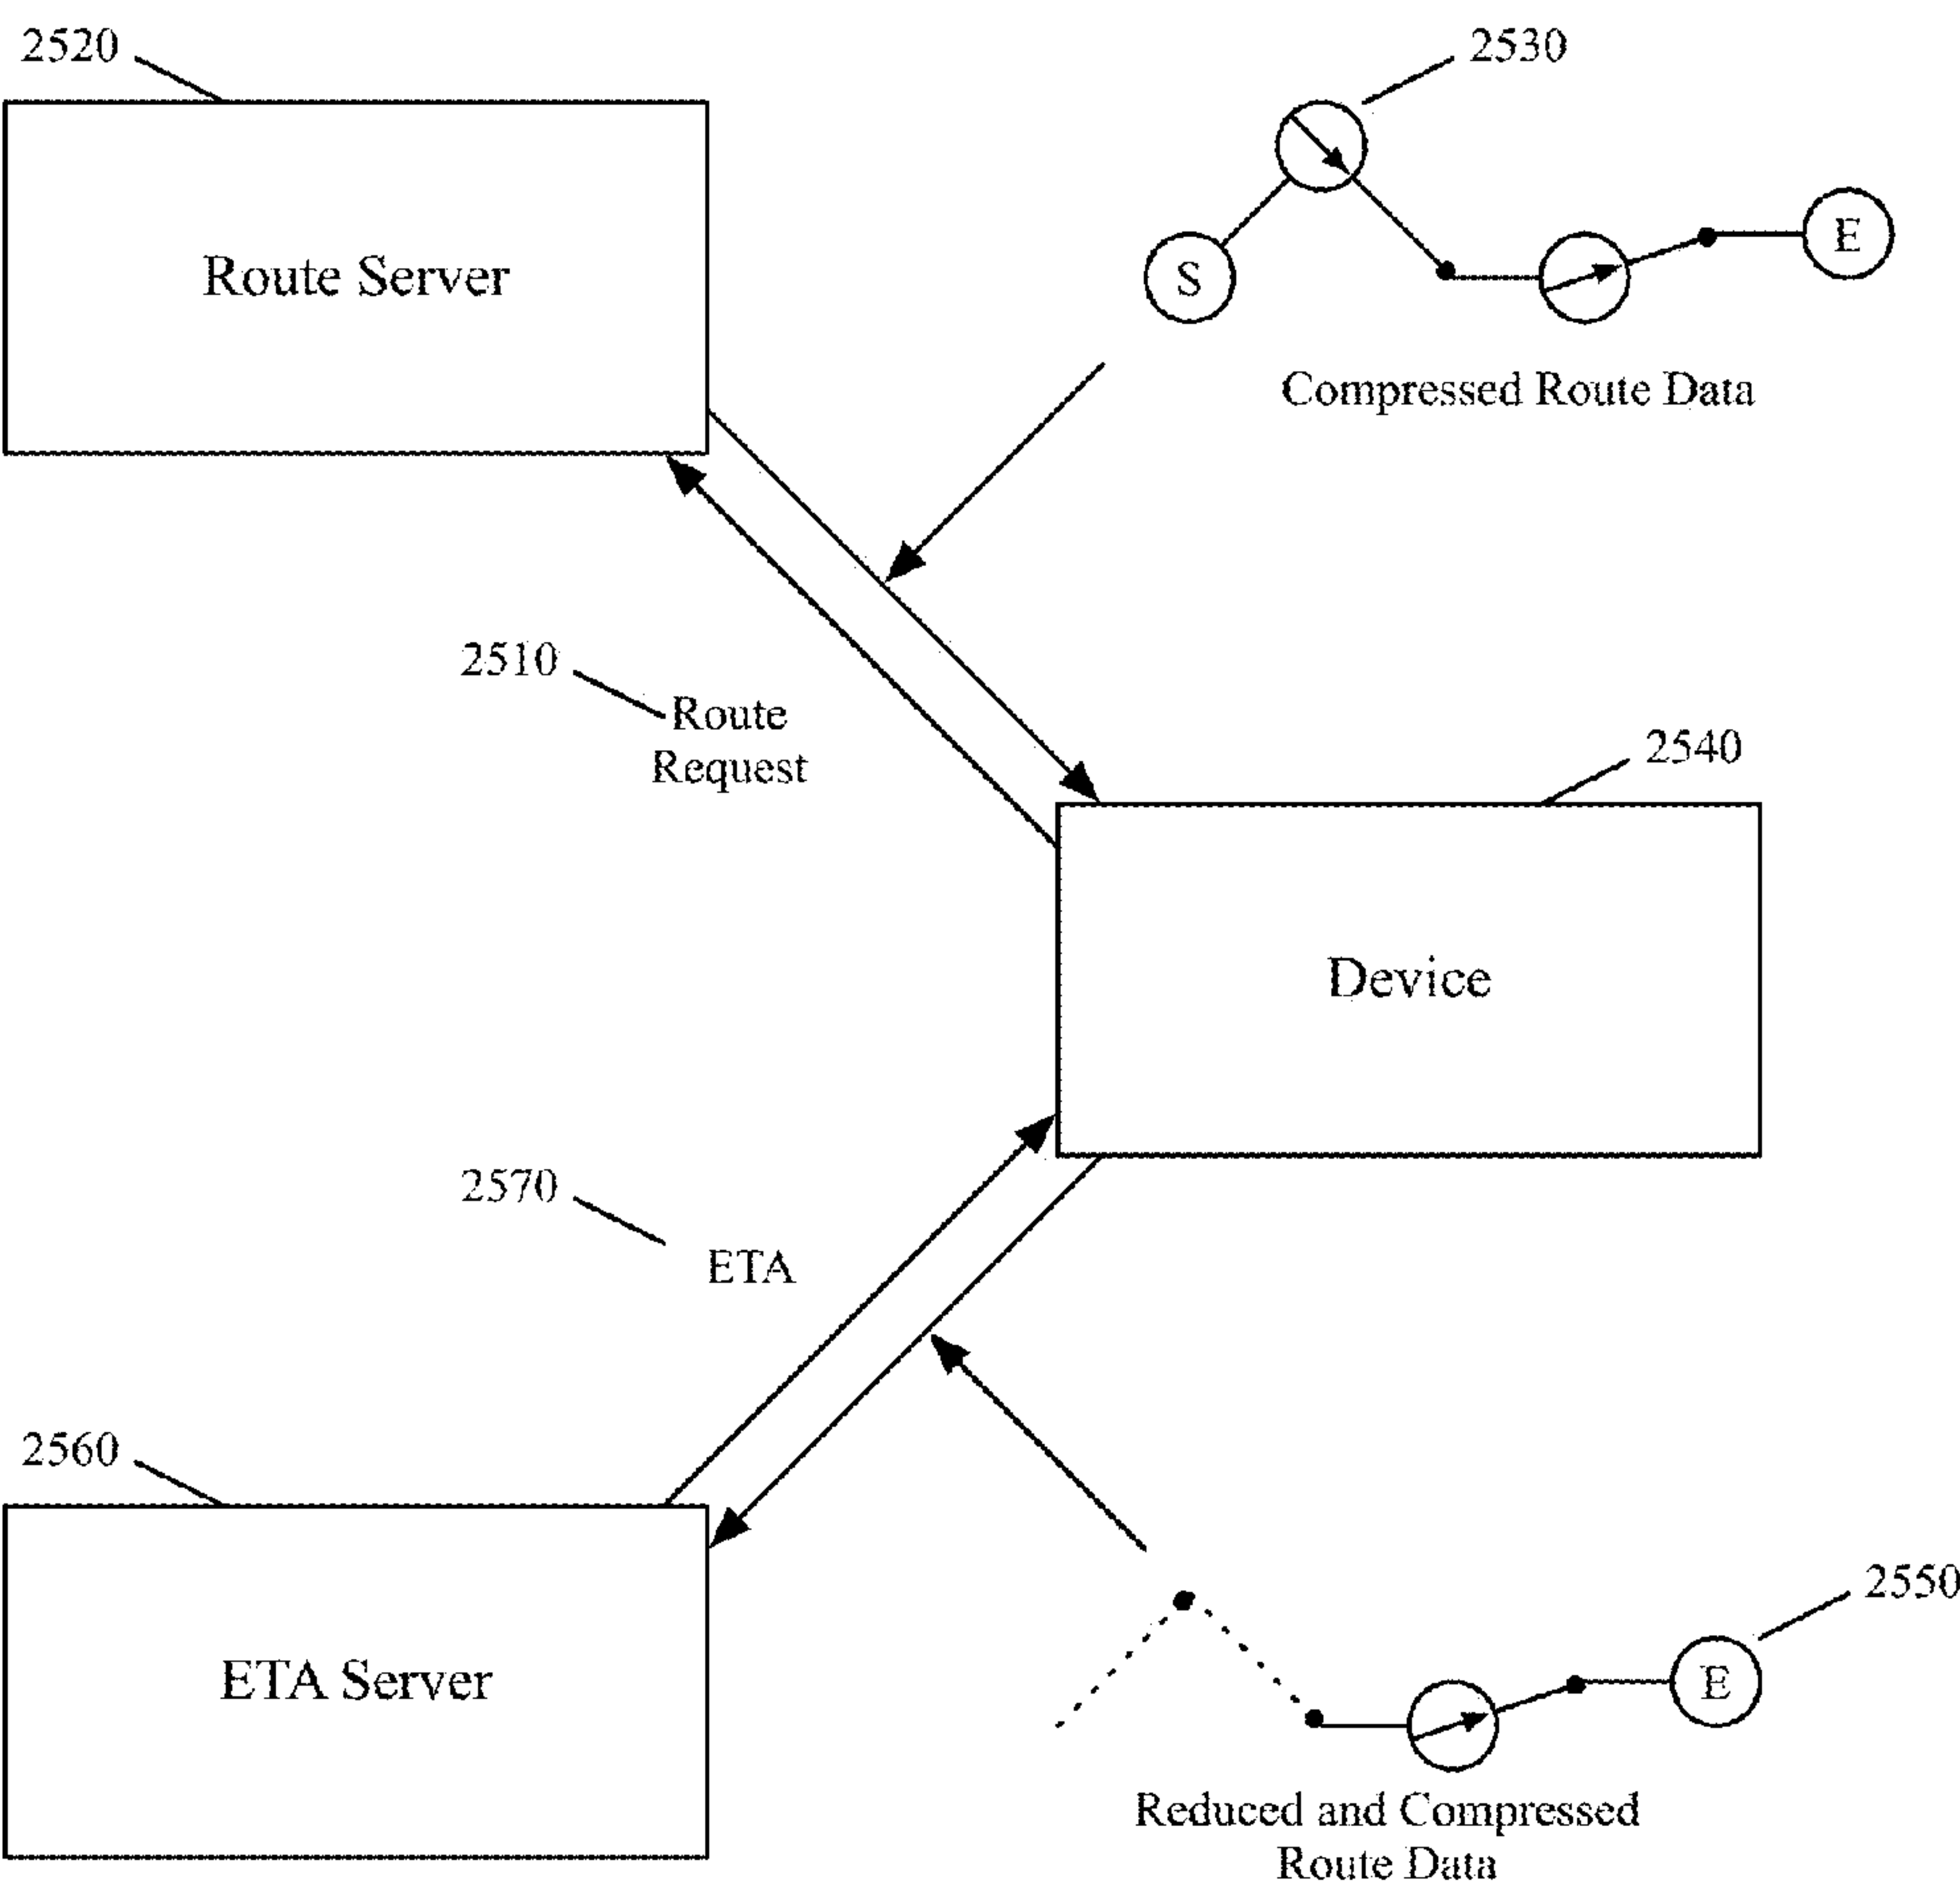 2520
2530
Route Server
S
E
Compressed Route Data
2510
Route
Request
2540
Device
2570
ETA
2560
2550
ETA Server
E
Reduced and Compressed
Route Data